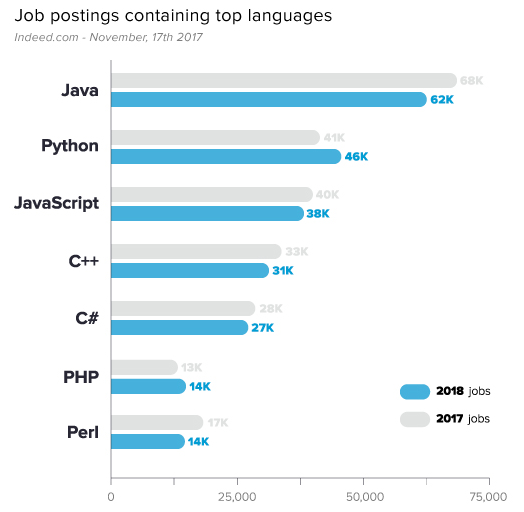 Job postings containing top languages
Indeed.com - November, 17th 2017
Java
68K
62K
Python
41K
46K
JavaScript
40K
38K
C++
33K
31K
C#
28K
27K
PHP
13K
14K
Perl
17K
14K
2018 jobs
2017 jobs
0 25,000 50,000 75,000